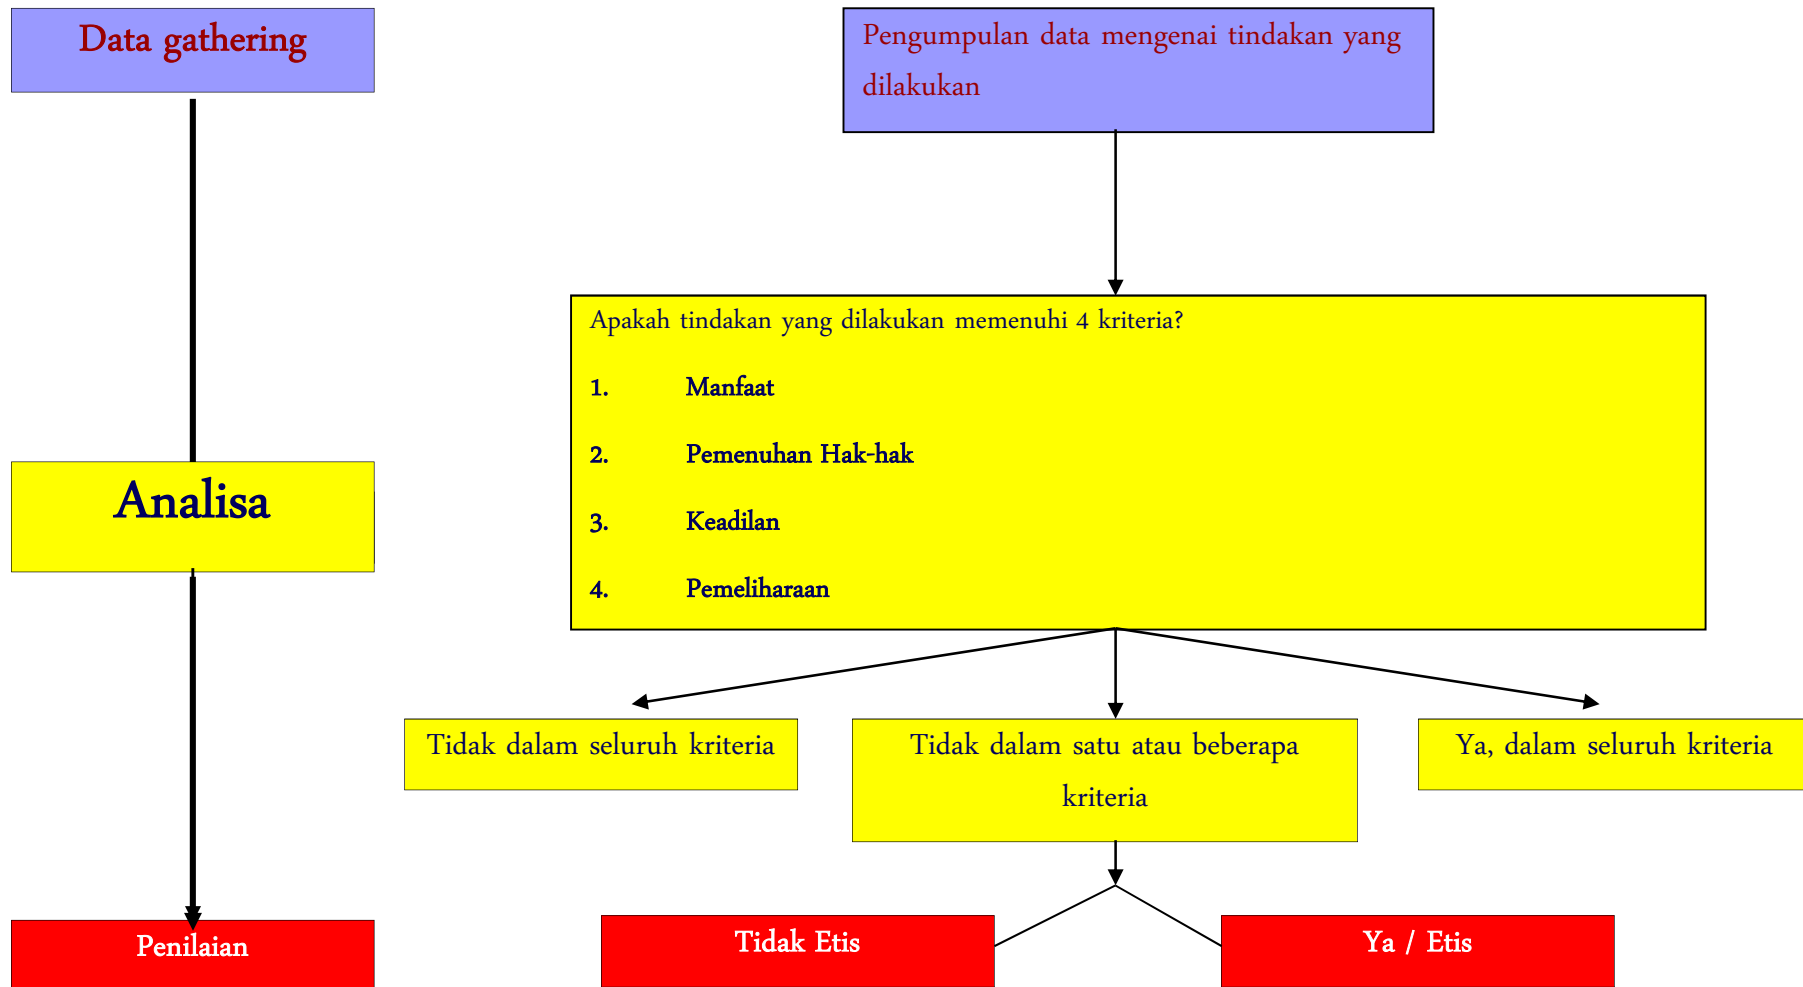 Data gathering
Pengumpulan data mengenai tindakan yang
dilakukan
Apakah tindakan yang dilakukan memenuhi 4 kriteria?
1. Manfaat
2. Pemenuhan Hak-hak
Analisa
3. Keadilan
4. Pemeliharaan
Tidak dalam seluruh kriteria
Tidak dalam satu atau beberapa
kriteria
Ya, dalam seluruh kriteria
Penilaian
Tidak Etis
Ya / Etis